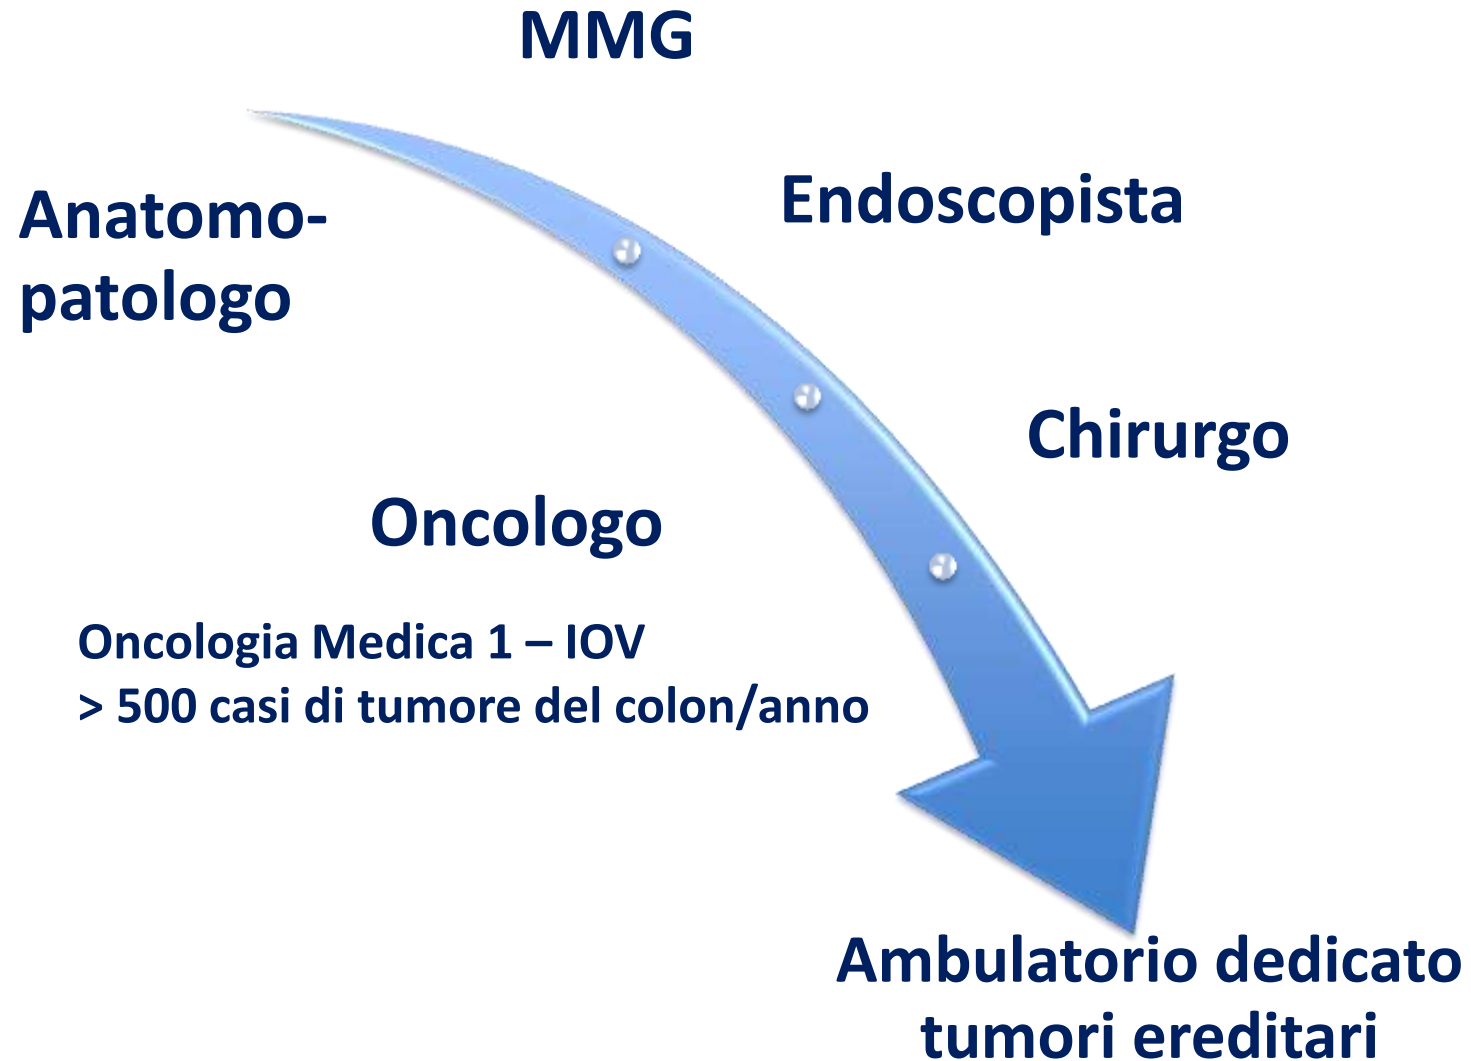 MMG
Endoscopista
Anatomo-
patologo
Chirurgo
Oncologo
Oncologia Medica 1 – IOV
> 500 casi di tumore del colon/anno
Ambulatorio dedicato
tumori ereditari